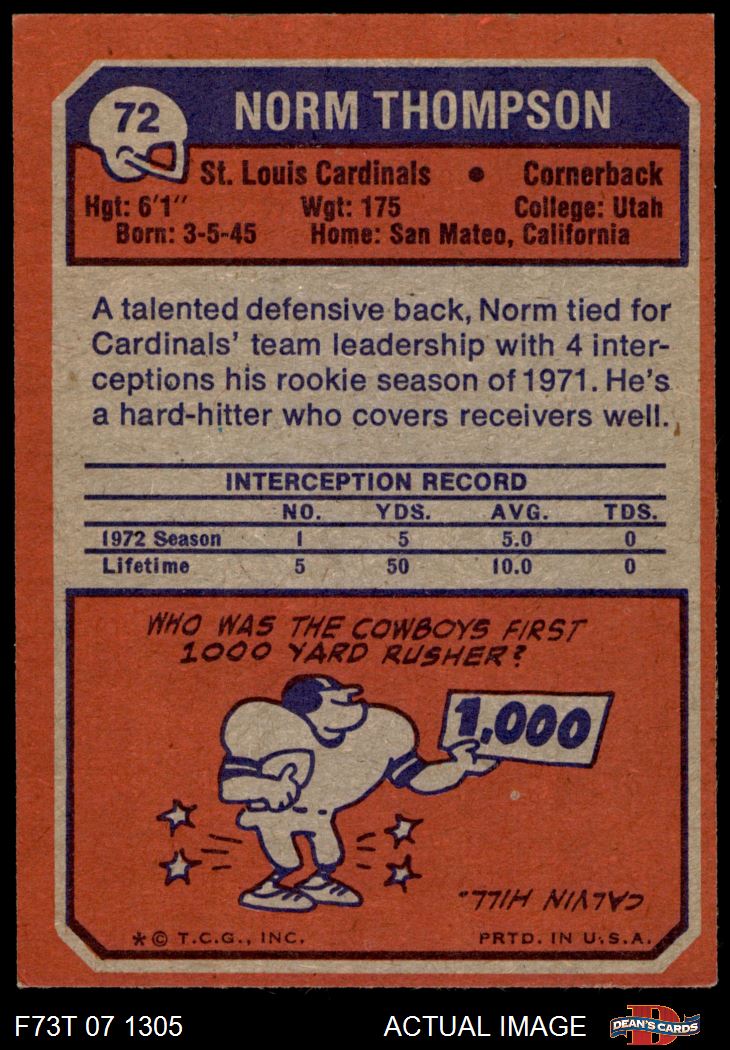 72 NORM THOMPSON
St. Louis Cardinals • Cornerback
Hgt: 6'1" Wgt: 175 College: Utah
Born: 3-5-45 Home: San Mateo, California
A talented defensive back, Norm tied for
Cardinals' team leadership with 4 inter-
ceptions his rookie season of 1971. He's
a hard-hitter who covers receivers well.
INTERCEPTION RECORD
NO. YDS. AVG. TDS.
1972 Season 1 5 5.0 0
Lifetime 5 50 10.0 0
WHO WAS THE COWBOYS FIRST
1000 YARD RUSHER?
1,000
CALVIN HILL.
*© T.C.G., INC. PRTD. IN U.S.A.
F73T 07 1305 ACTUAL IMAGE DEAN'S CARDS